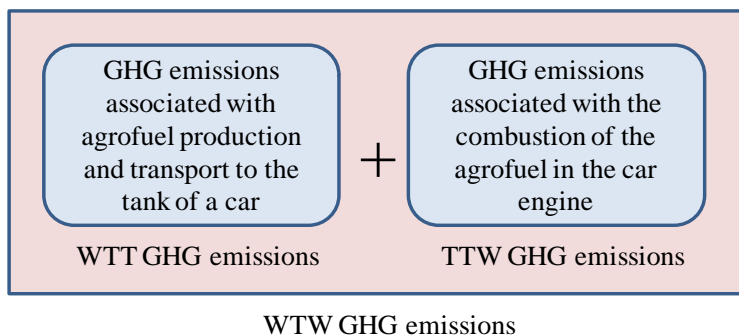 GHG emissions
associated with
agrofuel production
and transport to the
tank of a car
+
GHG emissions
associated with the
combustion of the
agrofuel in the car
engine
WTT GHG emissions
TTW GHG emissions
WTW GHG emissions